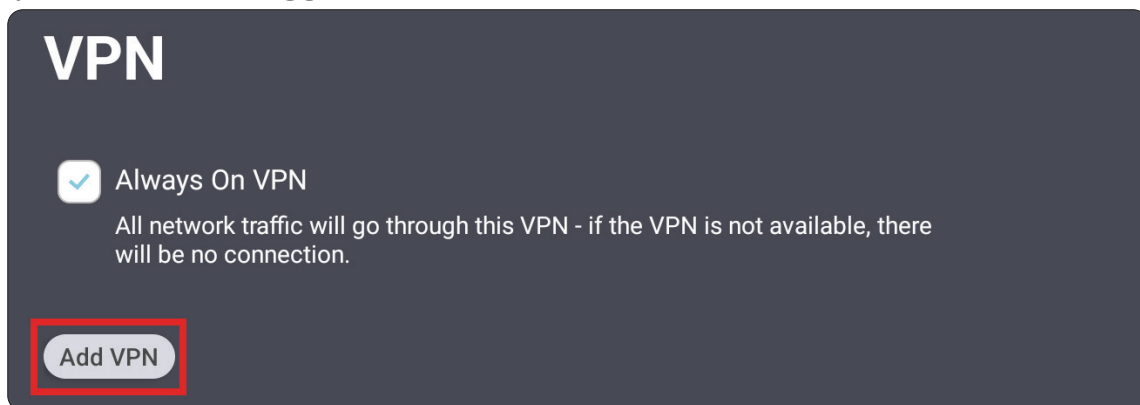 VPN
Always On VPN
All network traffic will go through this VPN - if the VPN is not available, there
will be no connection.
Add VPN